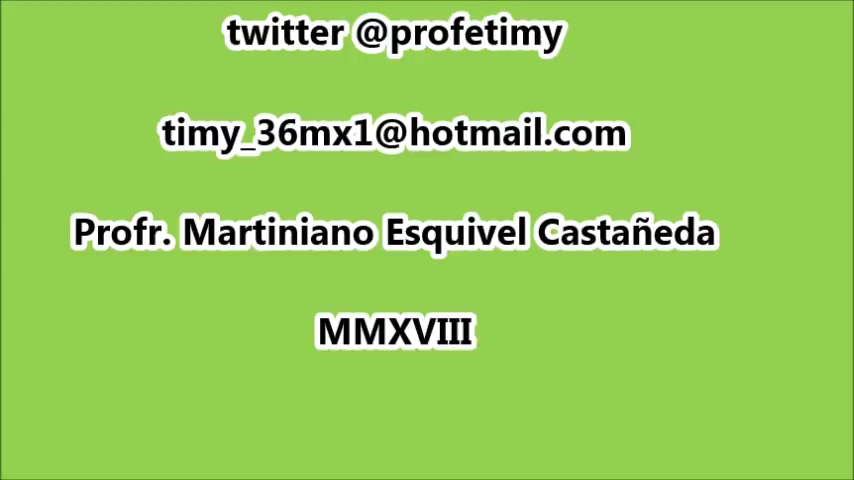 twitter @profetimy
timy_36mx1@hotmail.com
Profr. Martiniano Esquivel Castañeda
MMXVIII